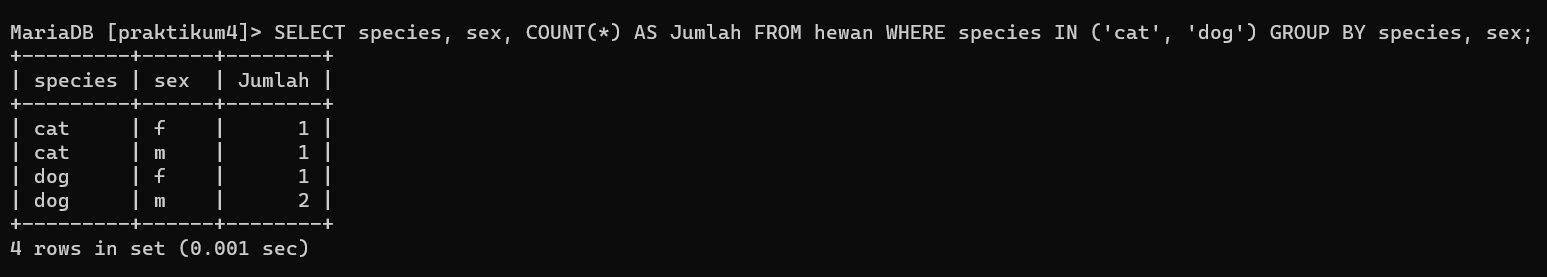 MariaDB [praktikum4]> SELECT species, sex, COUNT(*) AS Jumlah FROM hewan WHERE species IN ('cat', 'dog') GROUP BY species, sex;
+---------+------+--------+
| species | sex  | Jumlah |
+---------+------+--------+
| cat     | f    |      1 |
| cat     | m    |      1 |
| dog     | f    |      1 |
| dog     | m    |      2 |
+---------+------+--------+
4 rows in set (0.001 sec)